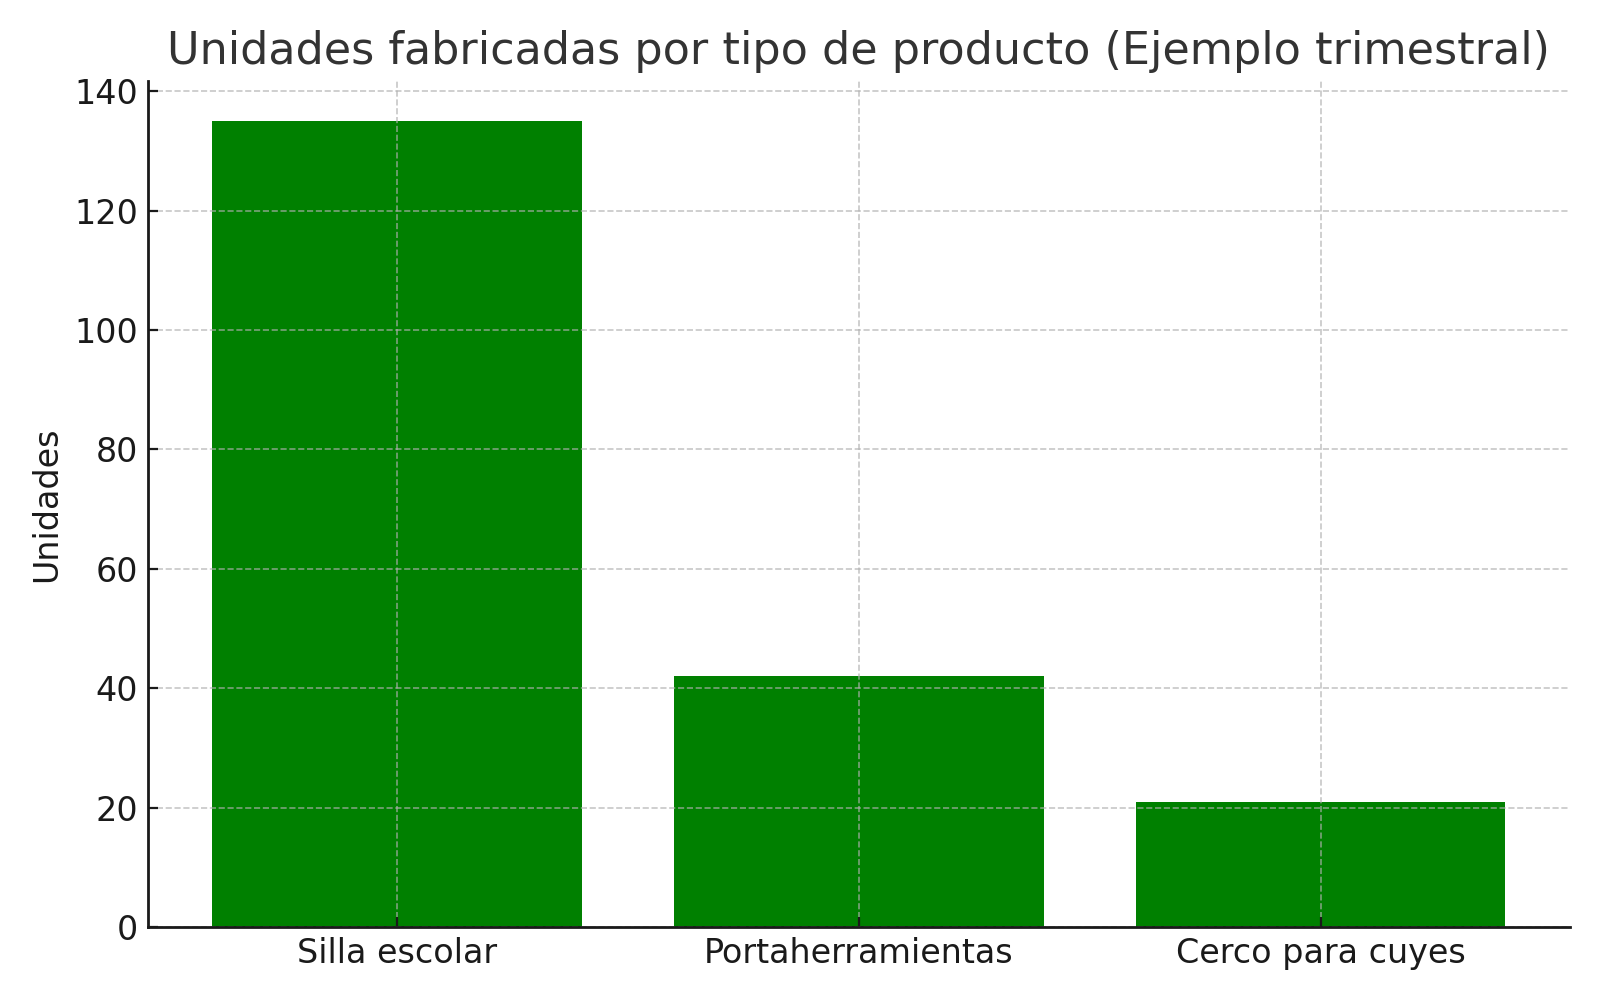 Unidades fabricadas por tipo de producto (Ejemplo trimestral)
140
120
100
80
60
40
20
0
Unidades
Silla escolar
Portaherramientas
Cerco para cuyes